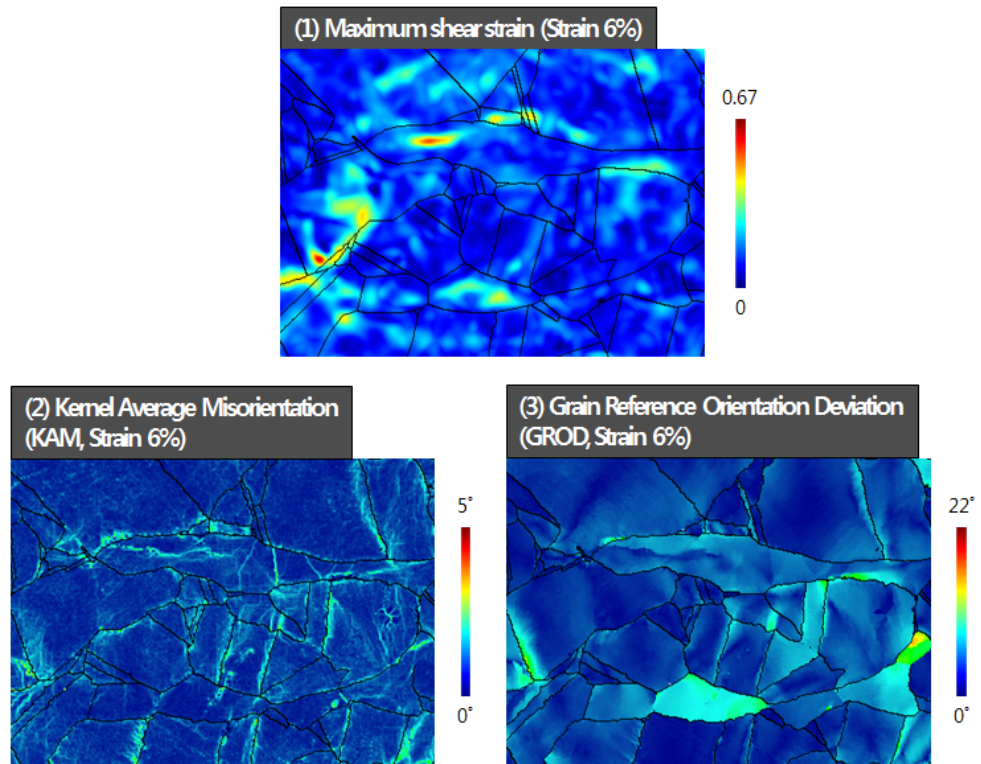 (1) Maximum shear strain (Strain 6%)
0.67
0
(2) Kernel Average Misorientation
(KAM, Strain 6%)
5°
0°
(3) Grain Reference Orientation Deviation
(GROD, Strain 6%)
22°
0°